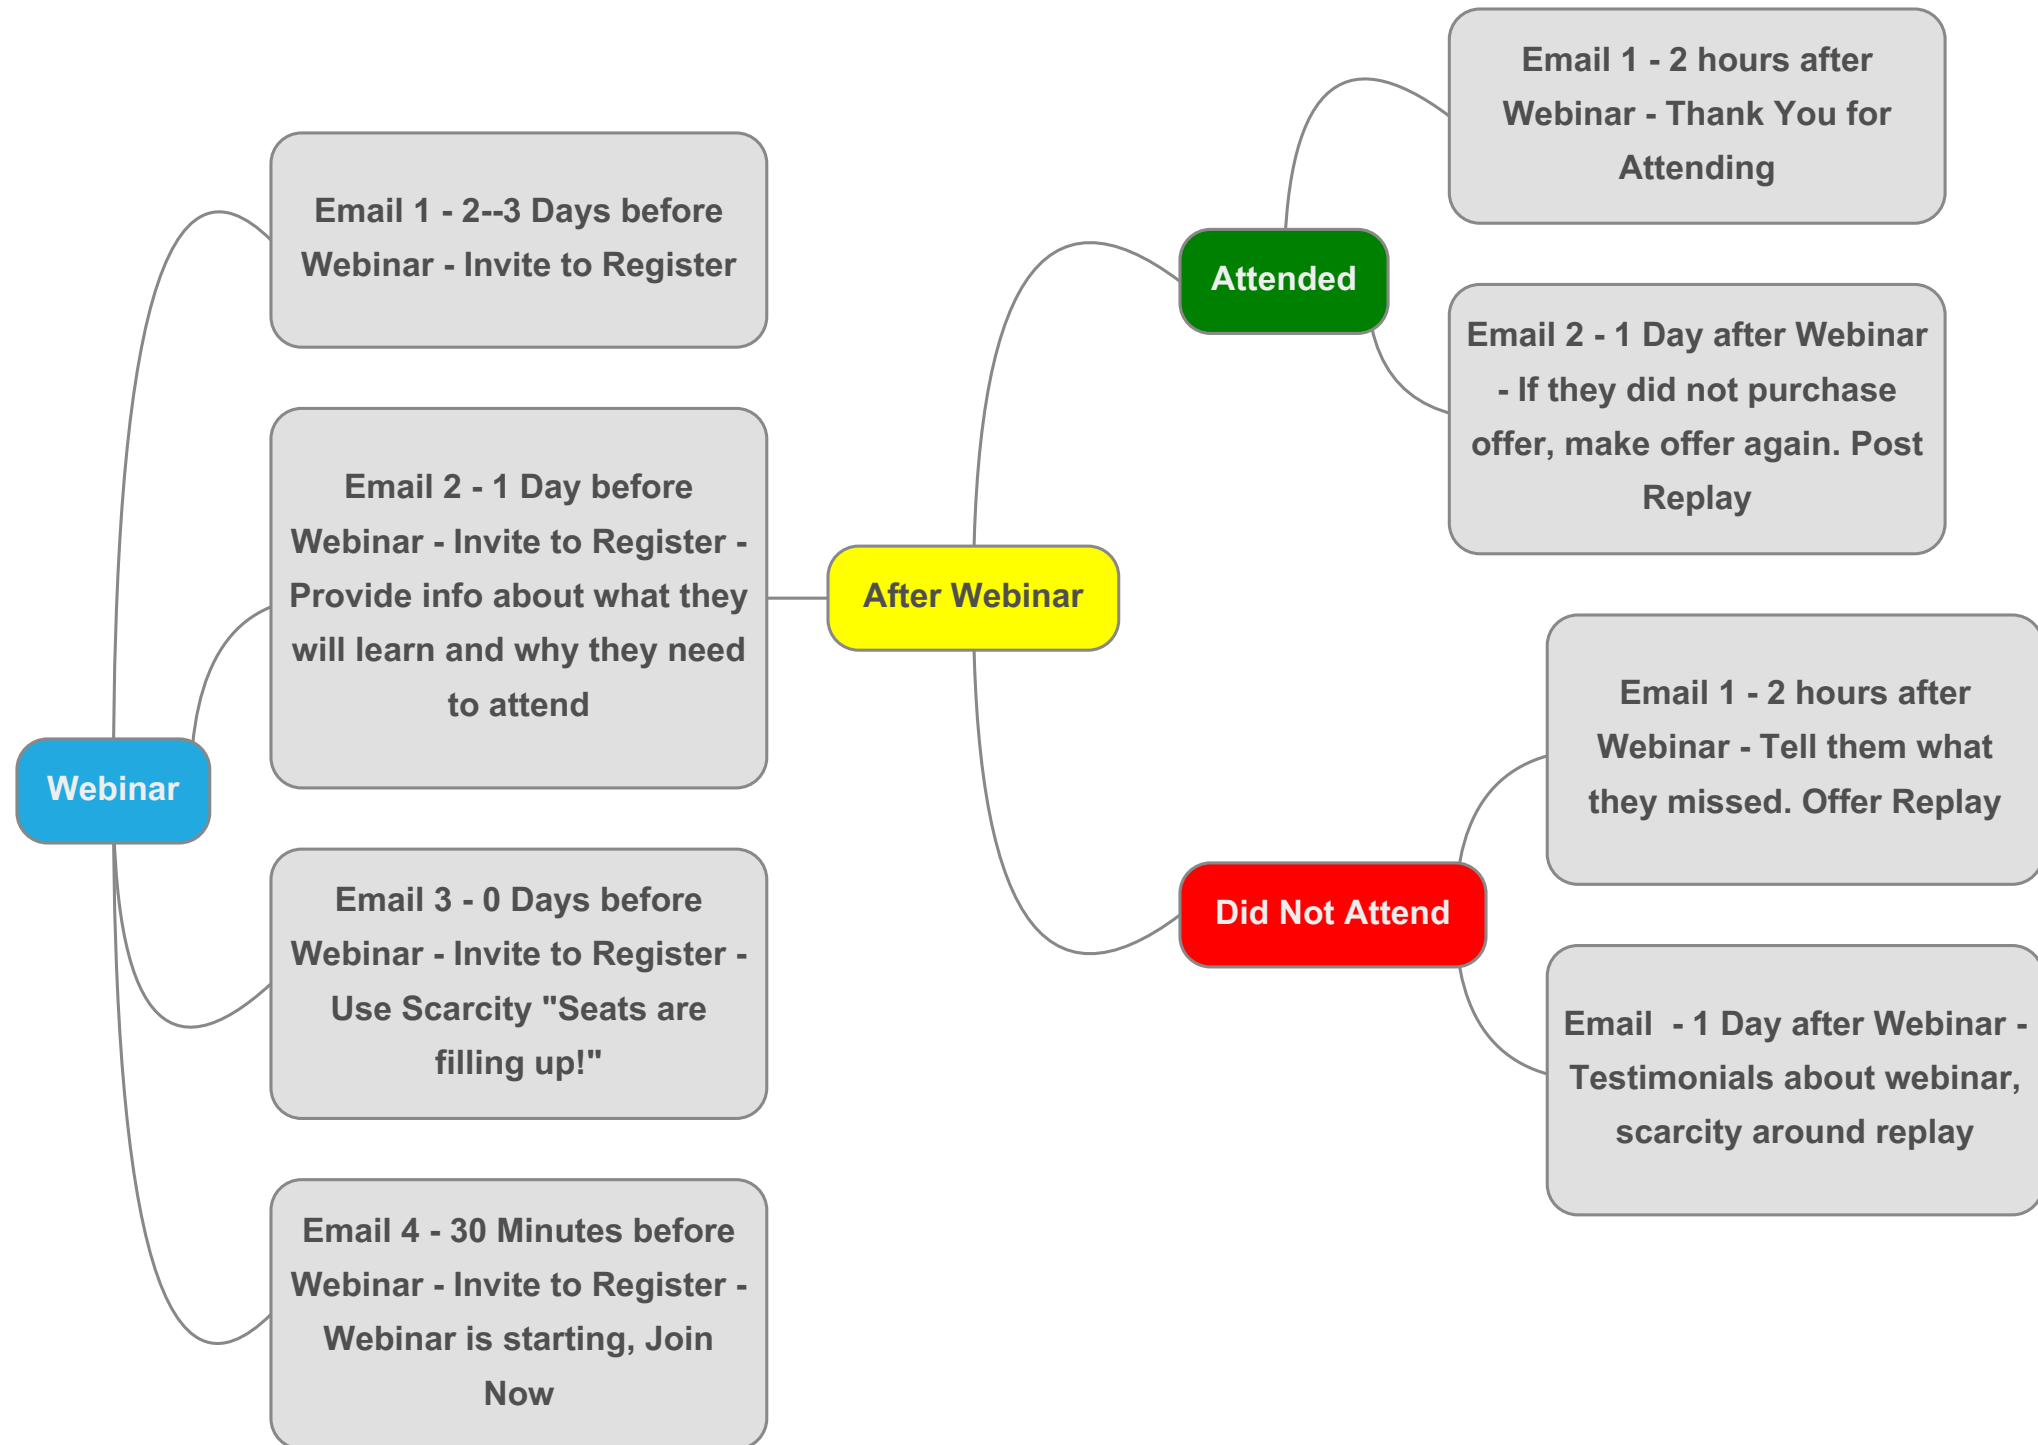 Webinar
Email 1 - 2--3 Days before
Webinar - Invite to Register
Email 2 - 1 Day before
Webinar - Invite to Register -
Provide info about what they
will learn and why they need
to attend
Email 3 - 0 Days before
Webinar - Invite to Register -
Use Scarcity "Seats are
filling up!"
Email 4 - 30 Minutes before
Webinar - Invite to Register -
Webinar is starting, Join
Now
After Webinar
Attended
Email 1 - 2 hours after
Webinar - Thank You for
Attending
Email 2 - 1 Day after Webinar
- If they did not purchase
offer, make offer again. Post
Replay
Did Not Attend
Email 1 - 2 hours after
Webinar - Tell them what
they missed. Offer Replay
Email  - 1 Day after Webinar -
Testimonials about webinar,
scarcity around replay